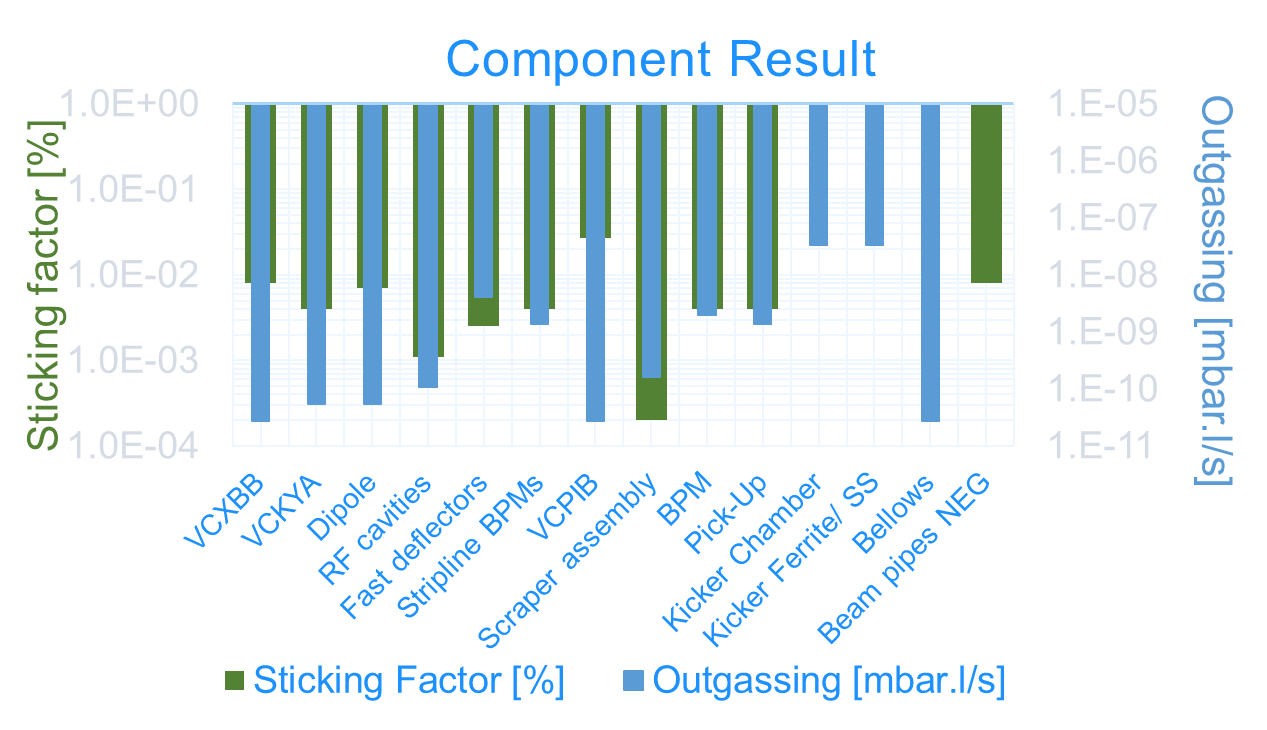 Component Result
Sticking factor [%]
1.0E+00
1.0E-01
1.0E-02
1.0E-03
1.0E-04
1.E-05
1.E-06
1.E-07
1.E-08
1.E-09
1.E-10
1.E-11
Outgassing [mbar.l/s]
VCXBB
VCKYA
Dipole
RF cavities
Fast deflectors
Stripline BPMs
VCPIB
Scraper assembly
BPM
Pick-Up
Kicker Chamber
Kicker Ferrite/ SS
Bellows
Beam pipes NEG
Sticking Factor [%]
Outgassing [mbar.l/s]